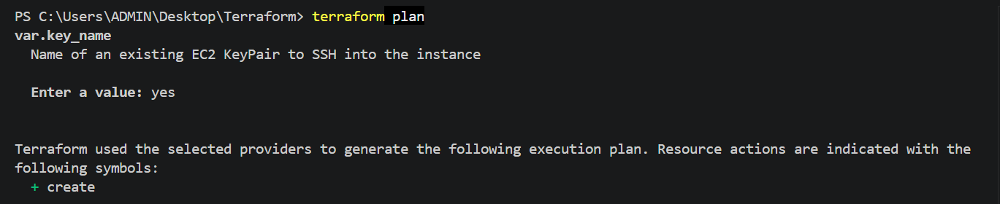 PS C:\Users\ADMIN\Desktop\Terraform> terraform plan
var.key_name
  Name of an existing EC2 KeyPair to SSH into the instance
  Enter a value: yes
Terraform used the selected providers to generate the following execution plan. Resource actions are indicated with the
following symbols:
  + create